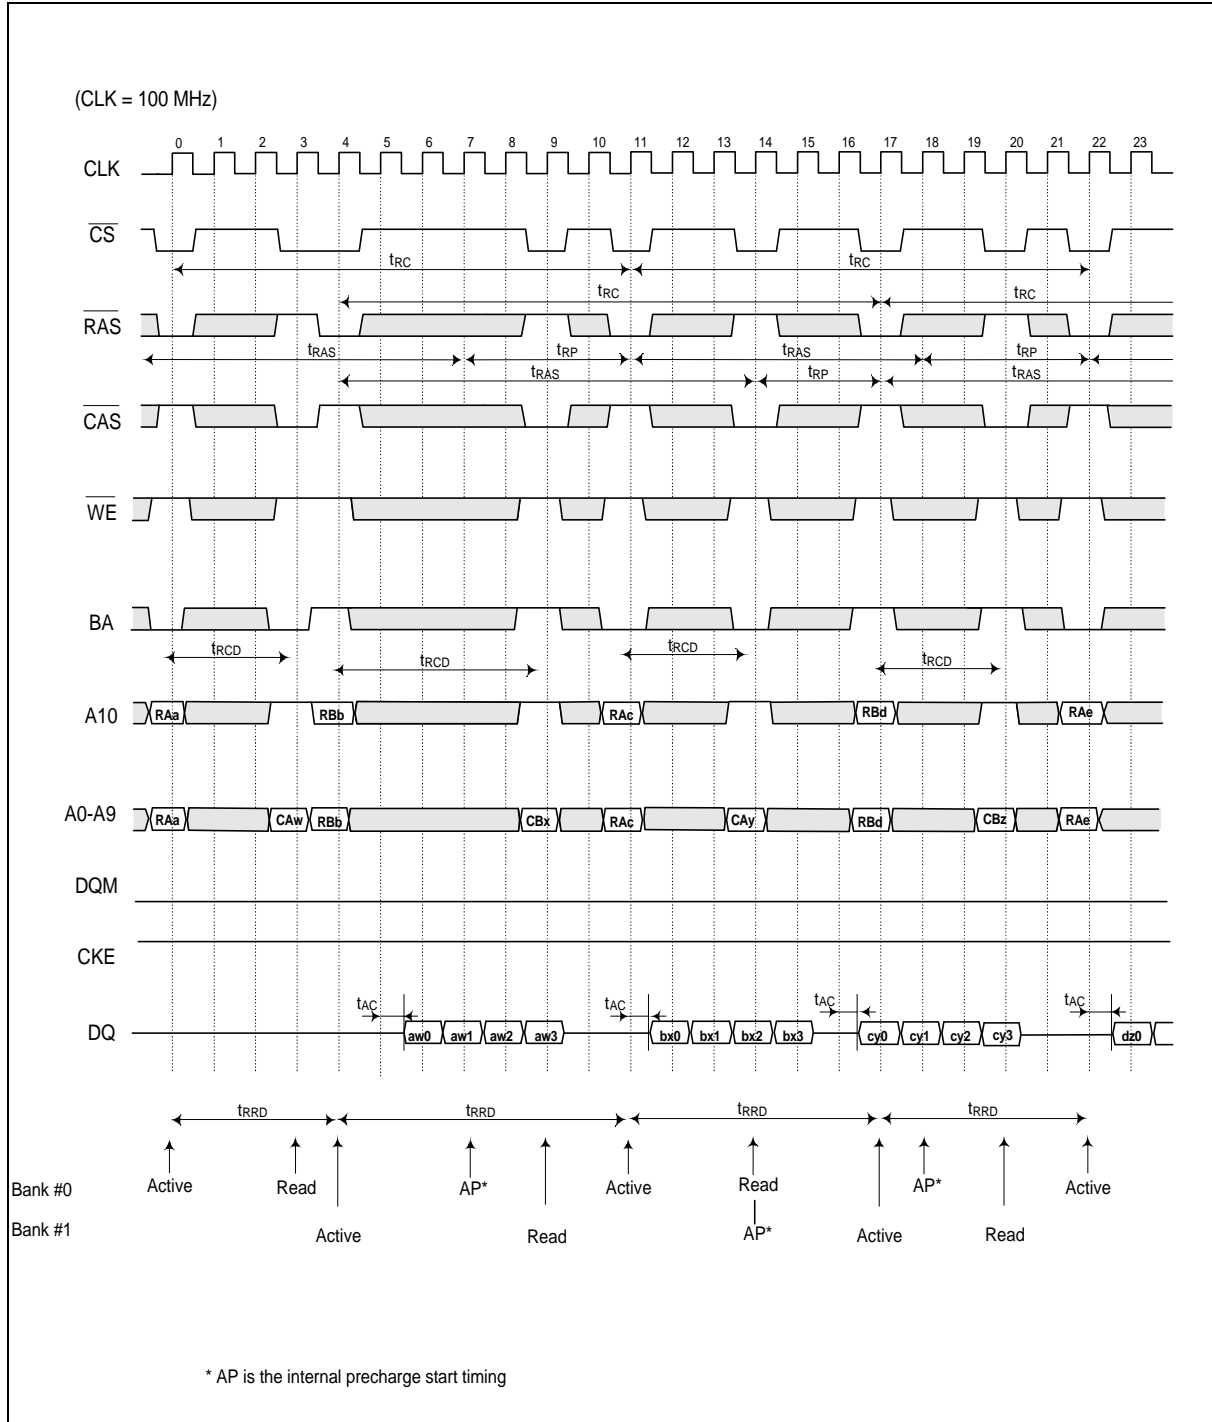 (CLK = 100 MHz)
0 1 2 3 4 5 6 7 8 9 10 11 12 13 14 15 16 17 18 19 20 21 22 23
CLK
CS
tRC tRC
tRC tRC
RAS
tRAS tRP tRAS tRP
tRAS tRP tRAS
CAS
WE
BA
tRCD tRCD tRCD tRCD
A10 RAa RBb RAc RBd RAe
A0-A9 RAa CAw RBb CBx RAc CAy RBd CBz RAe
DQM
CKE
tAC tAC tAC tAC
DQ aw0 aw1 aw2 aw3 bx0 bx1 bx2 bx3 cy0 cy1 cy2 cy3 dz0
tRRD tRRD tRRD tRRD
Bank #0 Active Read AP* Active Read AP* Active
Bank #1 Active Read AP* Active Read
* AP is the internal precharge start timing